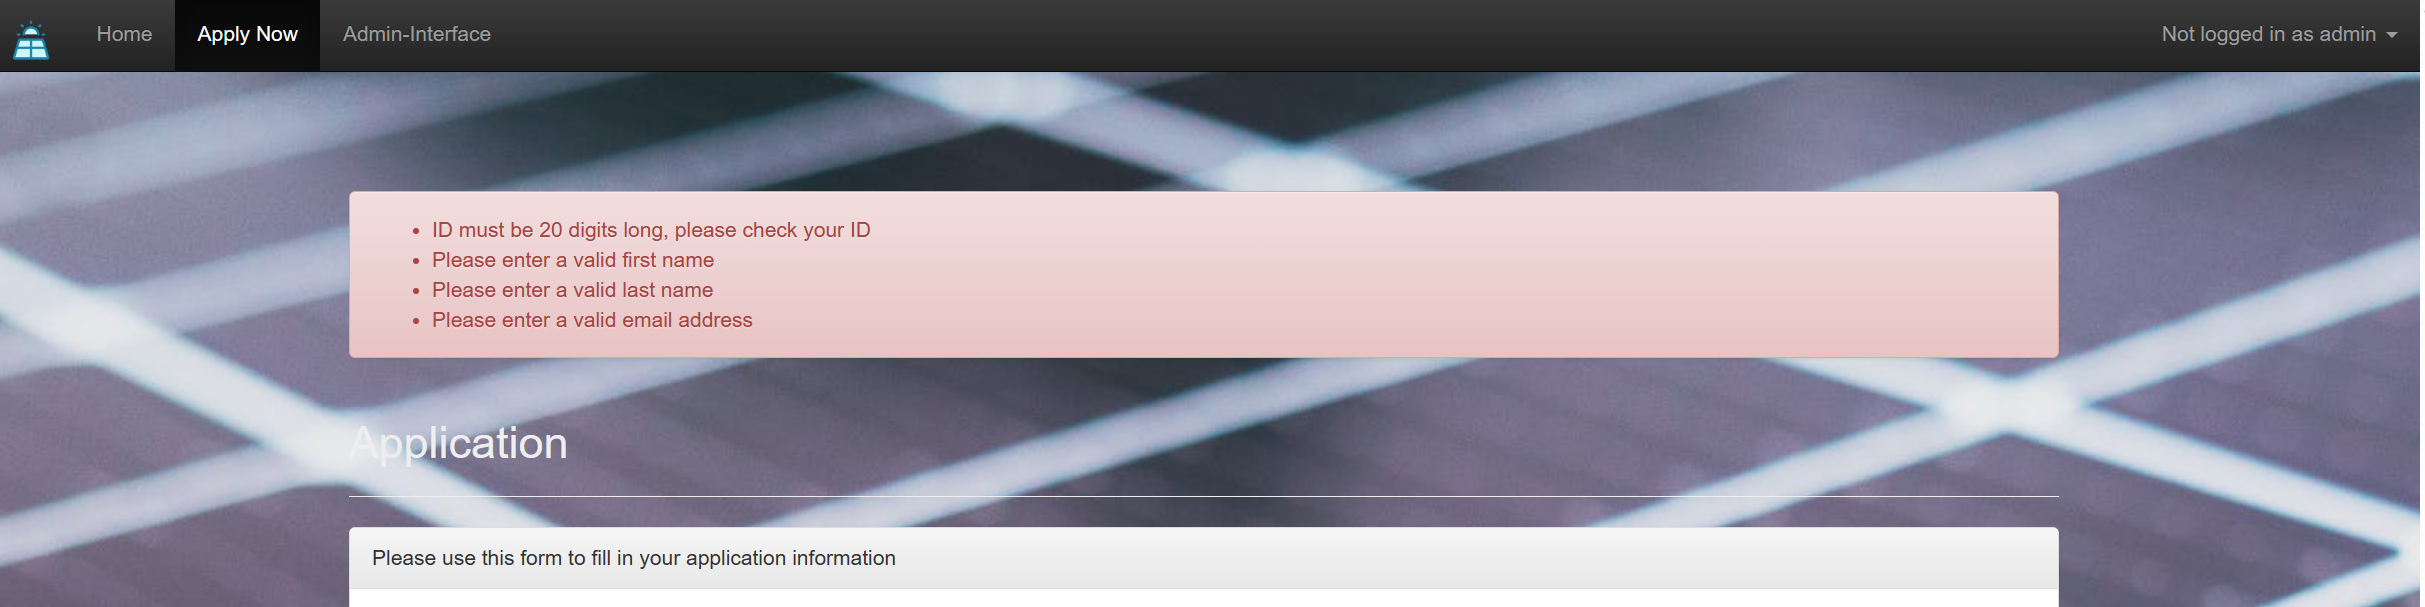 Home
Apply Now
Admin-Interface
Not logged in as admin
ID must be 20 digits long, please check your ID
Please enter a valid first name
Please enter a valid last name
Please enter a valid email address
Application
Please use this form to fill in your application information